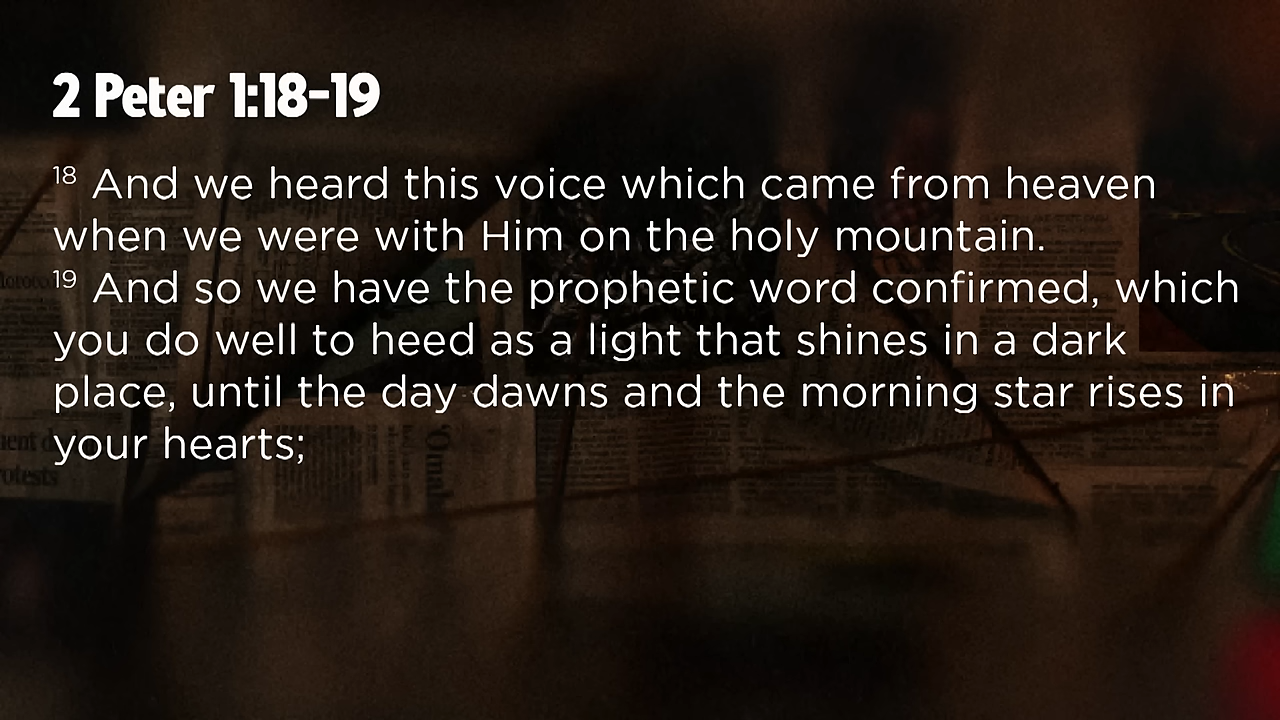 2 Peter 1:18–19
18 And we heard this voice which came from heaven
when we were with Him on the holy mountain.
19 And so we have the prophetic word confirmed, which
you do well to heed as a light that shines in a dark
place, until the day dawns and the morning star rises in
your hearts;